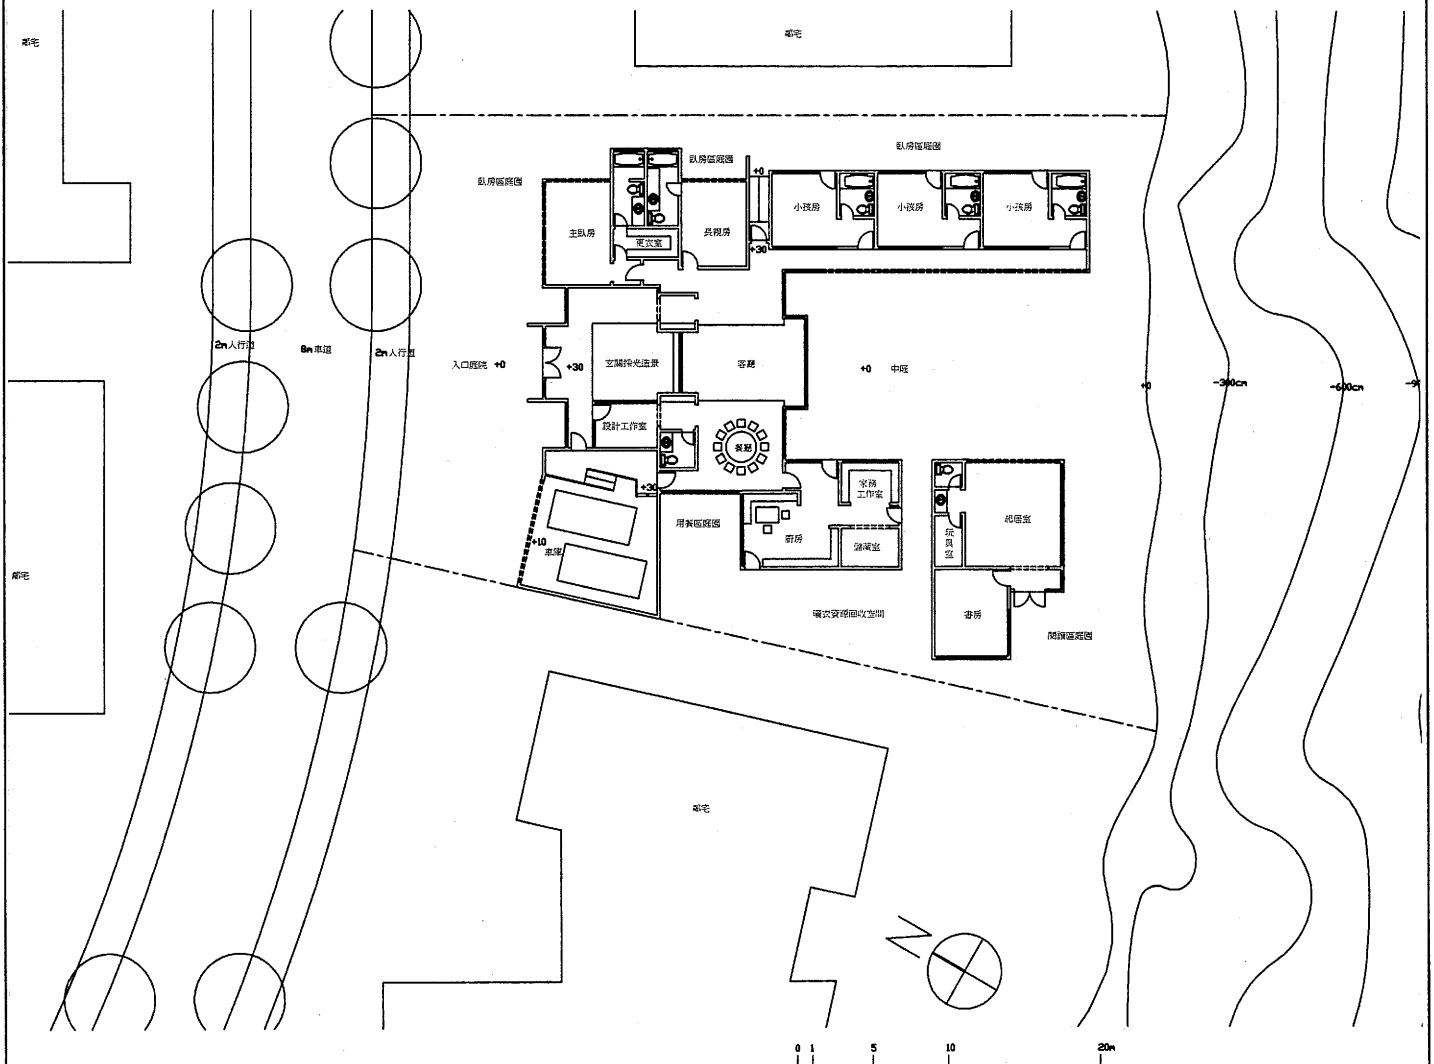 鄰宅
鄰宅
臥房區庭園
臥房區庭園
臥房區庭園
+0
小孩房
小孩房
小孩房
主臥房
更衣室
長親房
+30
2m人行道
8m車道
2m人行道
入口庭院 +0
+30
玄關採光造景
客廳
+0 中庭
+0
-300cm
-600cm
設計工作室
餐廳
+30
家務
工作室
用餐區庭園
廚房
儲藏室
起居室
玩
具
室
+10
車庫
鄰宅
曬衣資源回收空間
書房
閱讀區庭園
鄰宅
N
0 1 5 10 20m